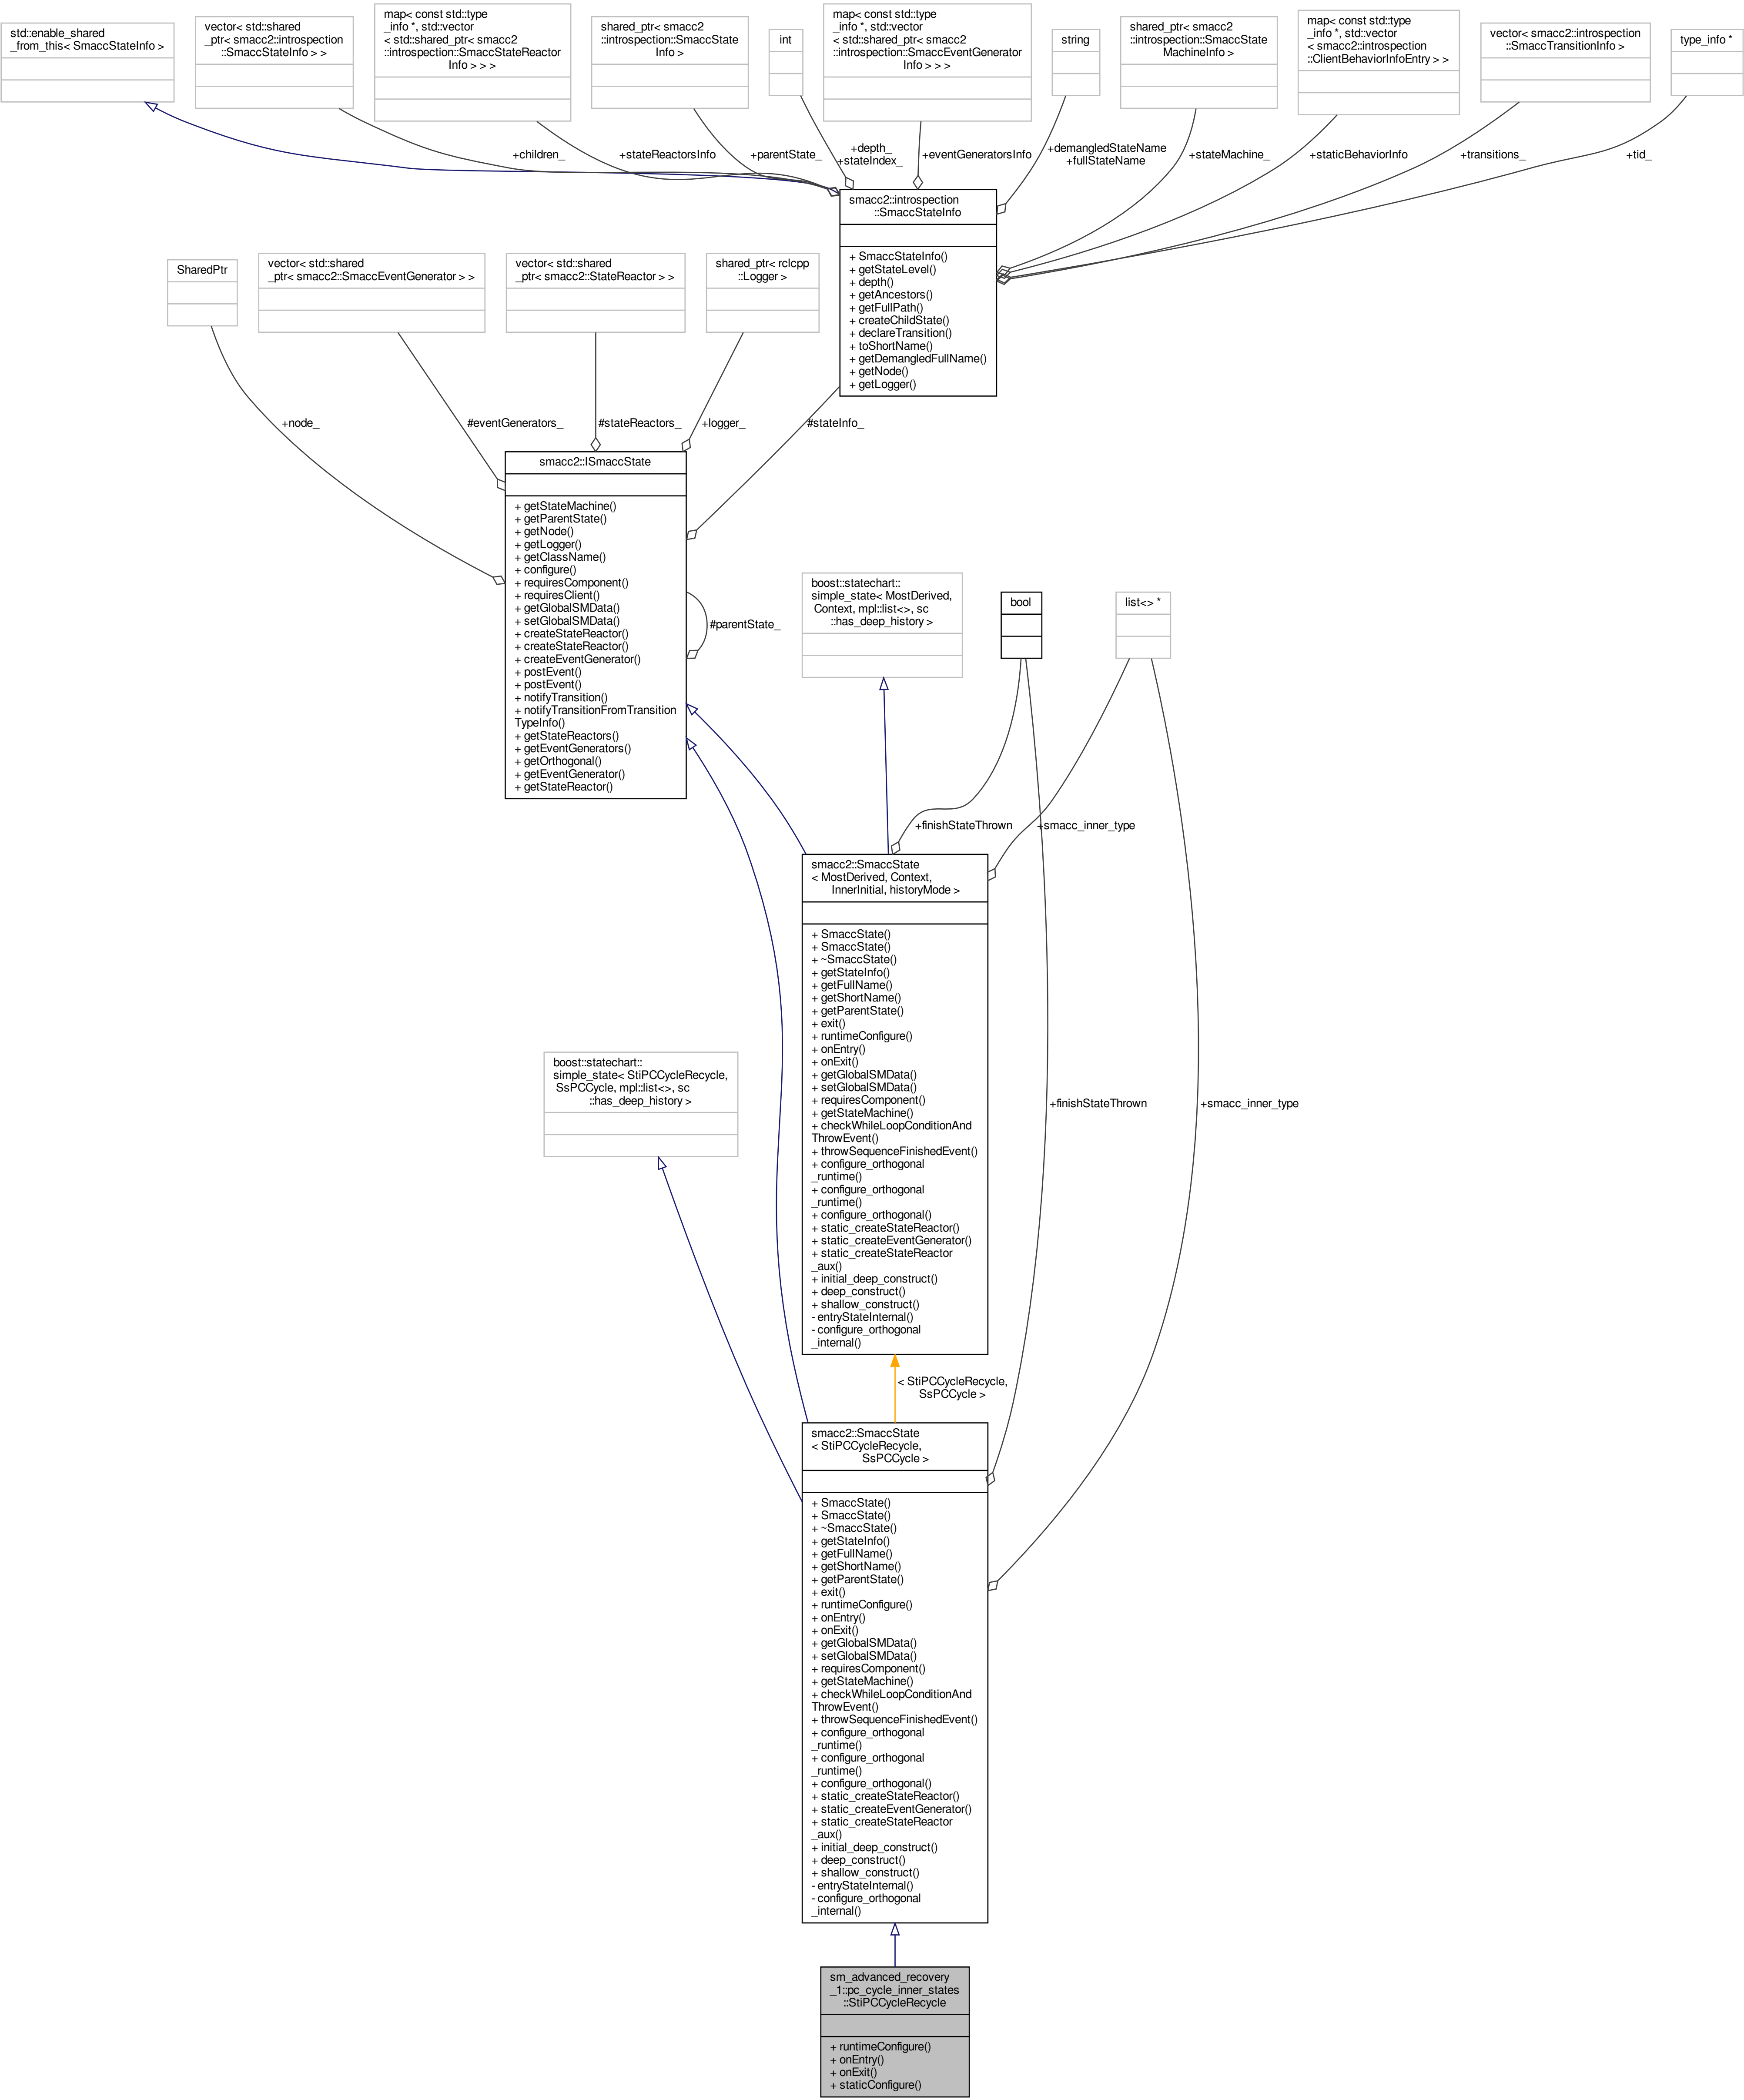 std::enable_shared
_from_this< SmaccStateInfo >
vector< std::shared
_ptr< smacc2::introspection
::SmaccStateInfo > >
map< const std::type
_info *, std::vector
< std::shared_ptr< smacc2
::introspection::SmaccStateReactor
Info > > >
shared_ptr< smacc2
::introspection::SmaccState
Info >
int
map< const std::type
_info *, std::vector
< std::shared_ptr< smacc2
::introspection::SmaccEventGenerator
Info > > >
string
shared_ptr< smacc2
::introspection::SmaccState
MachineInfo >
map< const std::type
_info *, std::vector
< smacc2::introspection
::ClientBehaviorInfoEntry > >
vector< smacc2::introspection
::SmaccTransitionInfo >
type_info *
+children_
+stateReactorsInfo
+parentState_
+depth_
+stateIndex_
+eventGeneratorsInfo
+demangledStateName
+fullStateName
+stateMachine_
+staticBehaviorInfo
+transitions_
+tid_
smacc2::introspection
::SmaccStateInfo
+ SmaccStateInfo()
+ getStateLevel()
+ depth()
+ getAncestors()
+ getFullPath()
+ createChildState()
+ declareTransition()
+ toShortName()
+ getDemangledFullName()
+ getNode()
+ getLogger()
SharedPtr
vector< std::shared
_ptr< smacc2::SmaccEventGenerator > >
vector< std::shared
_ptr< smacc2::StateReactor > >
shared_ptr< rclcpp
::Logger >
+node_
#eventGenerators_
#stateReactors_
+logger_
#stateInfo_
smacc2::ISmaccState
+ getStateMachine()
+ getParentState()
+ getNode()
+ getLogger()
+ getClassName()
+ configure()
+ requiresComponent()
+ requiresClient()
+ getGlobalSMData()
+ setGlobalSMData()
+ createStateReactor()
+ createStateReactor()
+ createEventGenerator()
+ postEvent()
+ postEvent()
+ notifyTransition()
+ notifyTransitionFromTransition
TypeInfo()
+ getStateReactors()
+ getEventGenerators()
+ getOrthogonal()
+ getEventGenerator()
+ getStateReactor()
#parentState_
boost::statechart::
simple_state< MostDerived,
Context, mpl::list<>, sc
::has_deep_history >
bool
list<> *
+finishStateThrown
+smacc_inner_type
smacc2::SmaccState
< MostDerived, Context,
InnerInitial, historyMode >
+ SmaccState()
+ SmaccState()
+ ~SmaccState()
+ getStateInfo()
+ getFullName()
+ getShortName()
+ getParentState()
+ exit()
+ runtimeConfigure()
+ onEntry()
+ onExit()
+ getGlobalSMData()
+ setGlobalSMData()
+ requiresComponent()
+ getStateMachine()
+ checkWhileLoopConditionAnd
ThrowEvent()
+ throwSequenceFinishedEvent()
+ configure_orthogonal
_runtime()
+ configure_orthogonal
_runtime()
+ configure_orthogonal()
+ static_createStateReactor()
+ static_createEventGenerator()
+ static_createStateReactor
_aux()
+ initial_deep_construct()
+ deep_construct()
+ shallow_construct()
- entryStateInternal()
- configure_orthogonal
_internal()
boost::statechart::
simple_state< StiPCCycleRecycle,
SsPCCycle, mpl::list<>, sc
::has_deep_history >
+finishStateThrown
+smacc_inner_type
< StiPCCycleRecycle,
SsPCCycle >
smacc2::SmaccState
< StiPCCycleRecycle,
SsPCCycle >
+ SmaccState()
+ SmaccState()
+ ~SmaccState()
+ getStateInfo()
+ getFullName()
+ getShortName()
+ getParentState()
+ exit()
+ runtimeConfigure()
+ onEntry()
+ onExit()
+ getGlobalSMData()
+ setGlobalSMData()
+ requiresComponent()
+ getStateMachine()
+ checkWhileLoopConditionAnd
ThrowEvent()
+ throwSequenceFinishedEvent()
+ configure_orthogonal
_runtime()
+ configure_orthogonal
_runtime()
+ configure_orthogonal()
+ static_createStateReactor()
+ static_createEventGenerator()
+ static_createStateReactor
_aux()
+ initial_deep_construct()
+ deep_construct()
+ shallow_construct()
- entryStateInternal()
- configure_orthogonal
_internal()
sm_advanced_recovery
_1::pc_cycle_inner_states
::StiPCCycleRecycle
+ runtimeConfigure()
+ onEntry()
+ onExit()
+ staticConfigure()